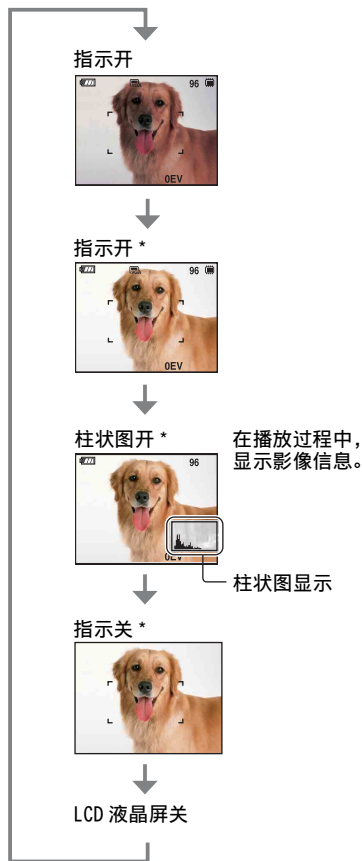 指示开
96
0EV
指示开 *
96
0EV
柱状图开 *
在播放过程中，
显示影像信息。
96
柱状图显示
指示关 *
LCD 液晶屏关